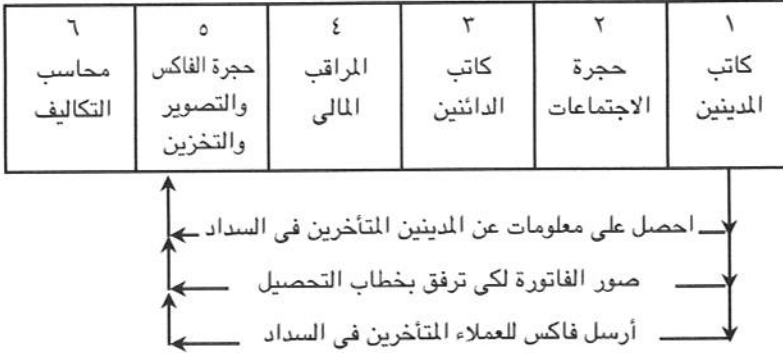 ١
كاتب
المدينين
٢
حجرة
الاجتماعات
٣
كاتب
الدائنين
٤
المراقب
المالى
٥
حجرة الفاكس
والتصوير
والتخزين
٦
محاسب
التكاليف
احصل على معلومات عن المدينين المتأخرين فى السداد
صور الفاتورة لكى ترفق بخطاب التحصيل
أرسل فاكس للعملاء المتأخرين فى السداد